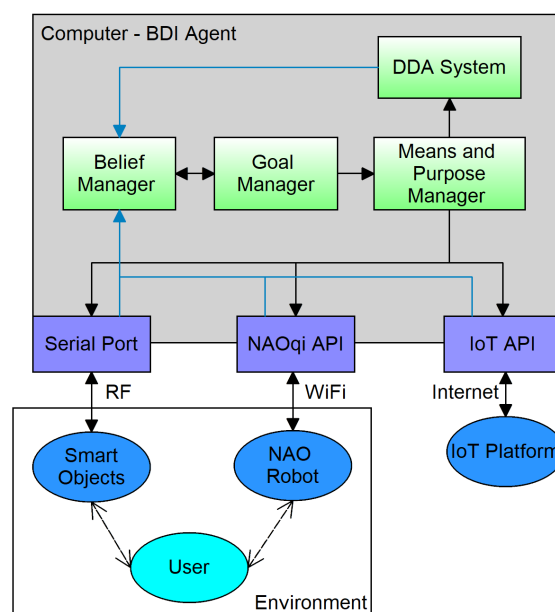 Computer - BDI Agent
DDA System
Belief
Manager
Goal
Manager
Means and
Purpose
Manager
Serial Port
NAOqi API
IoT API
RF
WiFi
Internet
Smart
Objects
NAO
Robot
IoT Platform
User
Environment